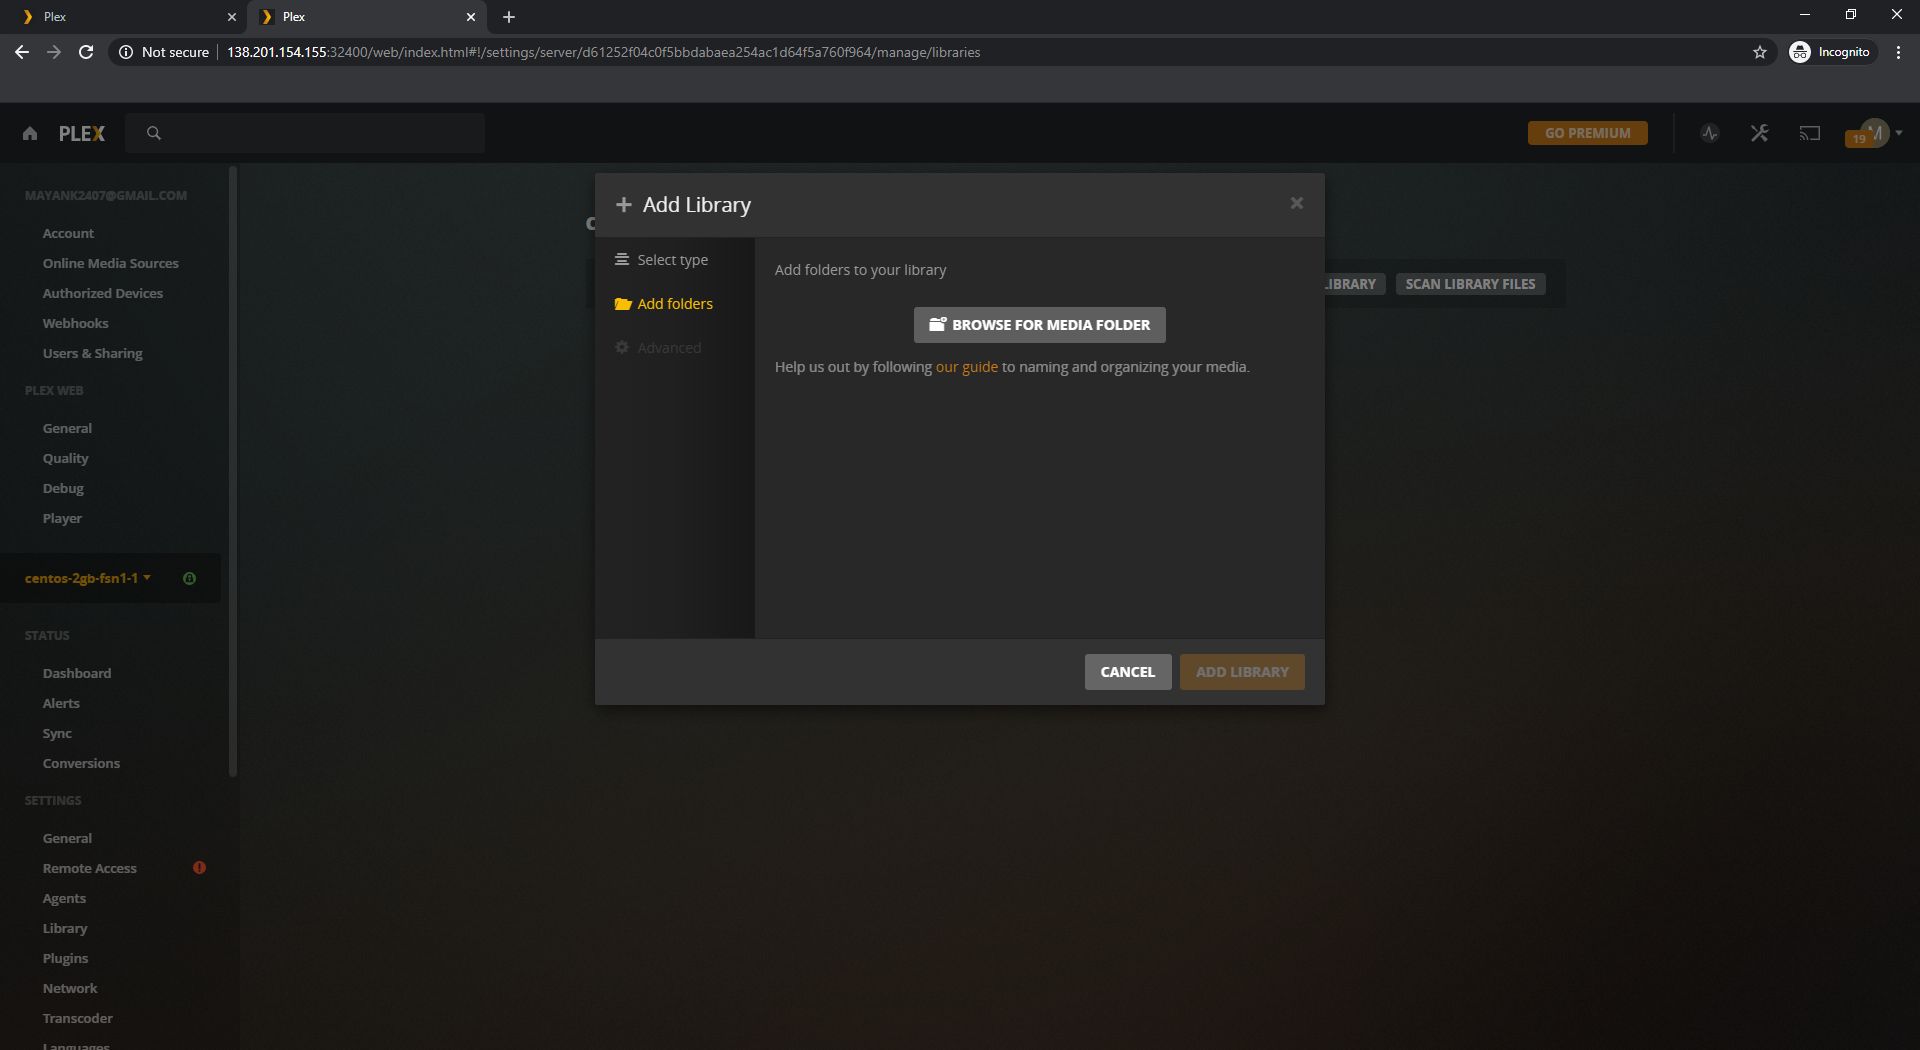 Plex
Plex
Not secure
138.201.154.155:32400/web/index.html#!/settings/server/d61252f04c0f5bbdabaea254ac1d64f5a760f964/manage/libraries
Incognito
PLEX
GO PREMIUM
19
M
MAYANK2407@GMAIL.COM
Account
Online Media Sources
Authorized Devices
Webhooks
Users & Sharing
PLEX WEB
General
Quality
Debug
Player
centos-2gb-fsn1-1
STATUS
Dashboard
Alerts
Sync
Conversions
SETTINGS
General
Remote Access
Agents
Library
Plugins
Network
Transcoder
Languages
Add Library
Select type
Add folders
Advanced
Add folders to your library
BROWSE FOR MEDIA FOLDER
Help us out by following our guide to naming and organizing your media.
CANCEL
ADD LIBRARY
LIBRARY
SCAN LIBRARY FILES